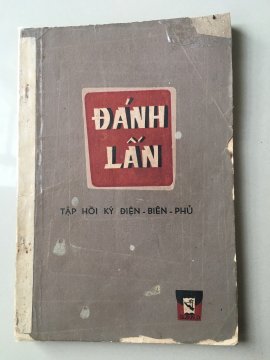 ĐÁNH
LẤN
TẬP HỒI KÝ ĐIỆN - BIÊN - PHỦ